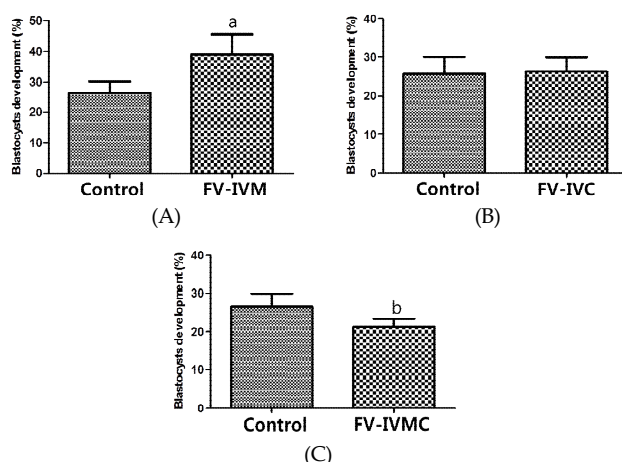 Blastocysts development (%)
50
40
30
20
10
0
a
Control
FV-IVM
(A)
Blastocysts development (%)
40
30
20
10
0
Control
FV-IVC
(B)
Blastocysts development (%)
40
30
20
10
0
b
Control
FV-IVMC
(C)